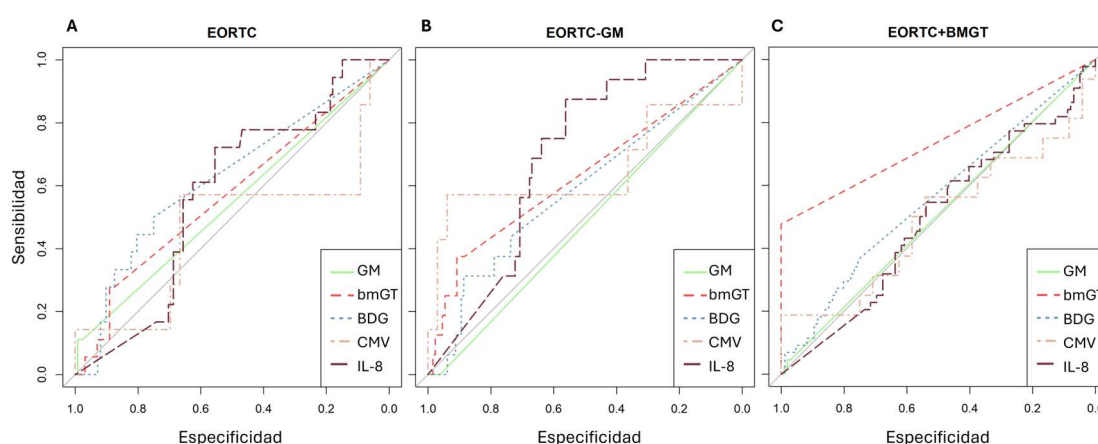 A
EORTC
Sensibilidad
1.0
0.8
0.6
0.4
0.2
0.0
GM
bmGT
BDG
CMV
IL-8
1.0 0.8 0.6 0.4 0.2 0.0
Especificidad
B
EORTC-GM
GM
bmGT
BDG
CMV
IL-8
1.0 0.8 0.6 0.4 0.2 0.0
Especificidad
C
EORTC+BMGT
GM
bmGT
BDG
CMV
IL-8
1.0 0.8 0.6 0.4 0.2 0.0
Especificidad